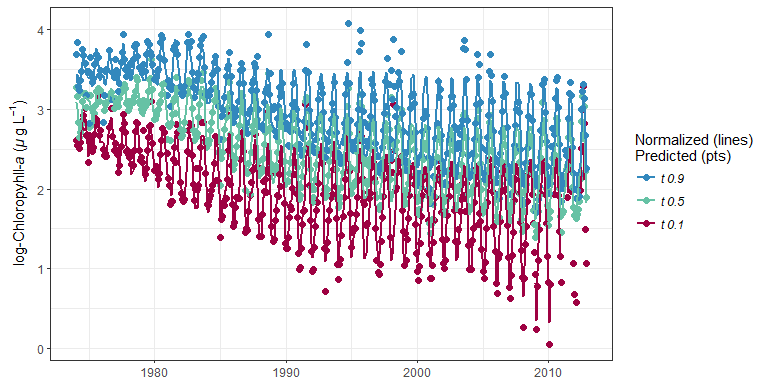 log-Chloropyhll-a (μ g L⁻¹)
4
3
2
1
0
1980 1990 2000 2010
Normalized (lines)
Predicted (pts)
t 0.9
t 0.5
t 0.1